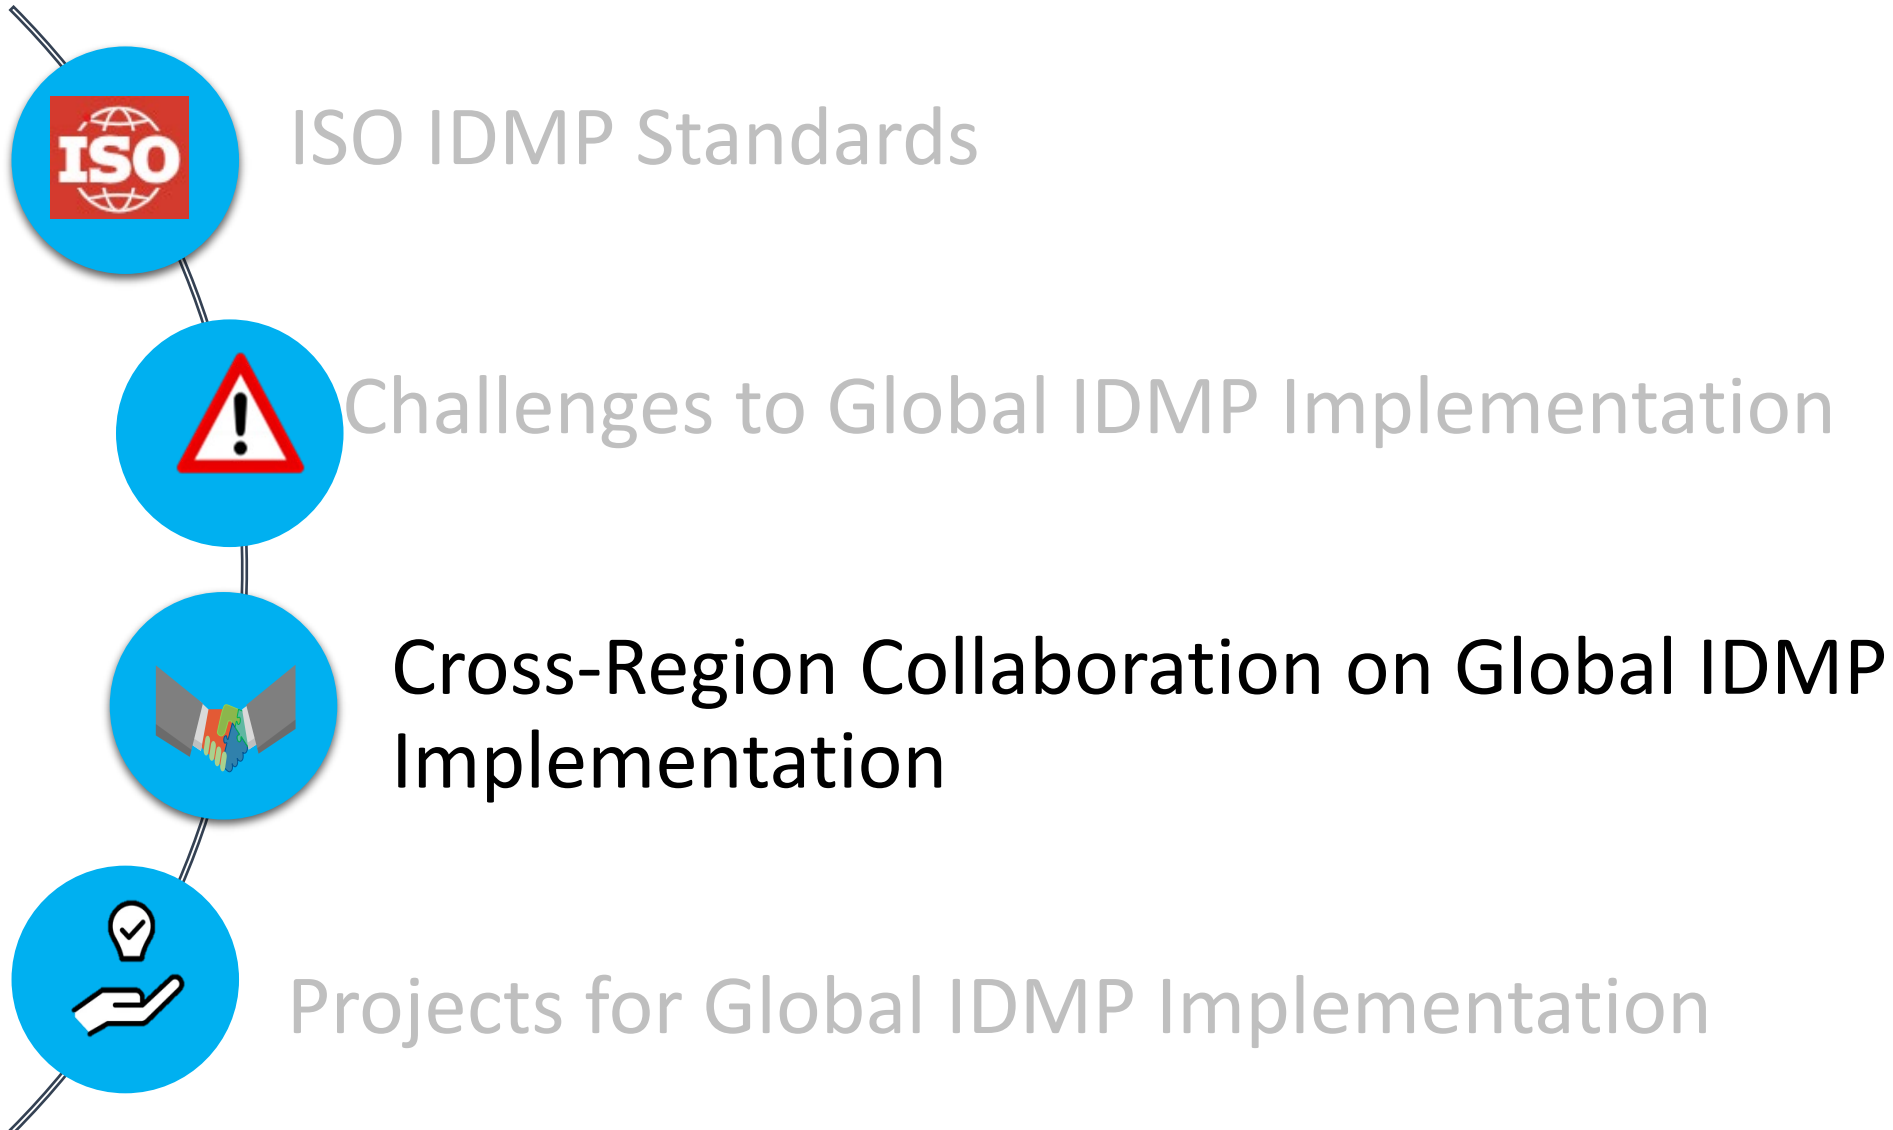 ISO
ISO IDMP Standards
Challenges to Global IDMP Implementation
Cross-Region Collaboration on Global IDMP
Implementation
Projects for Global IDMP Implementation